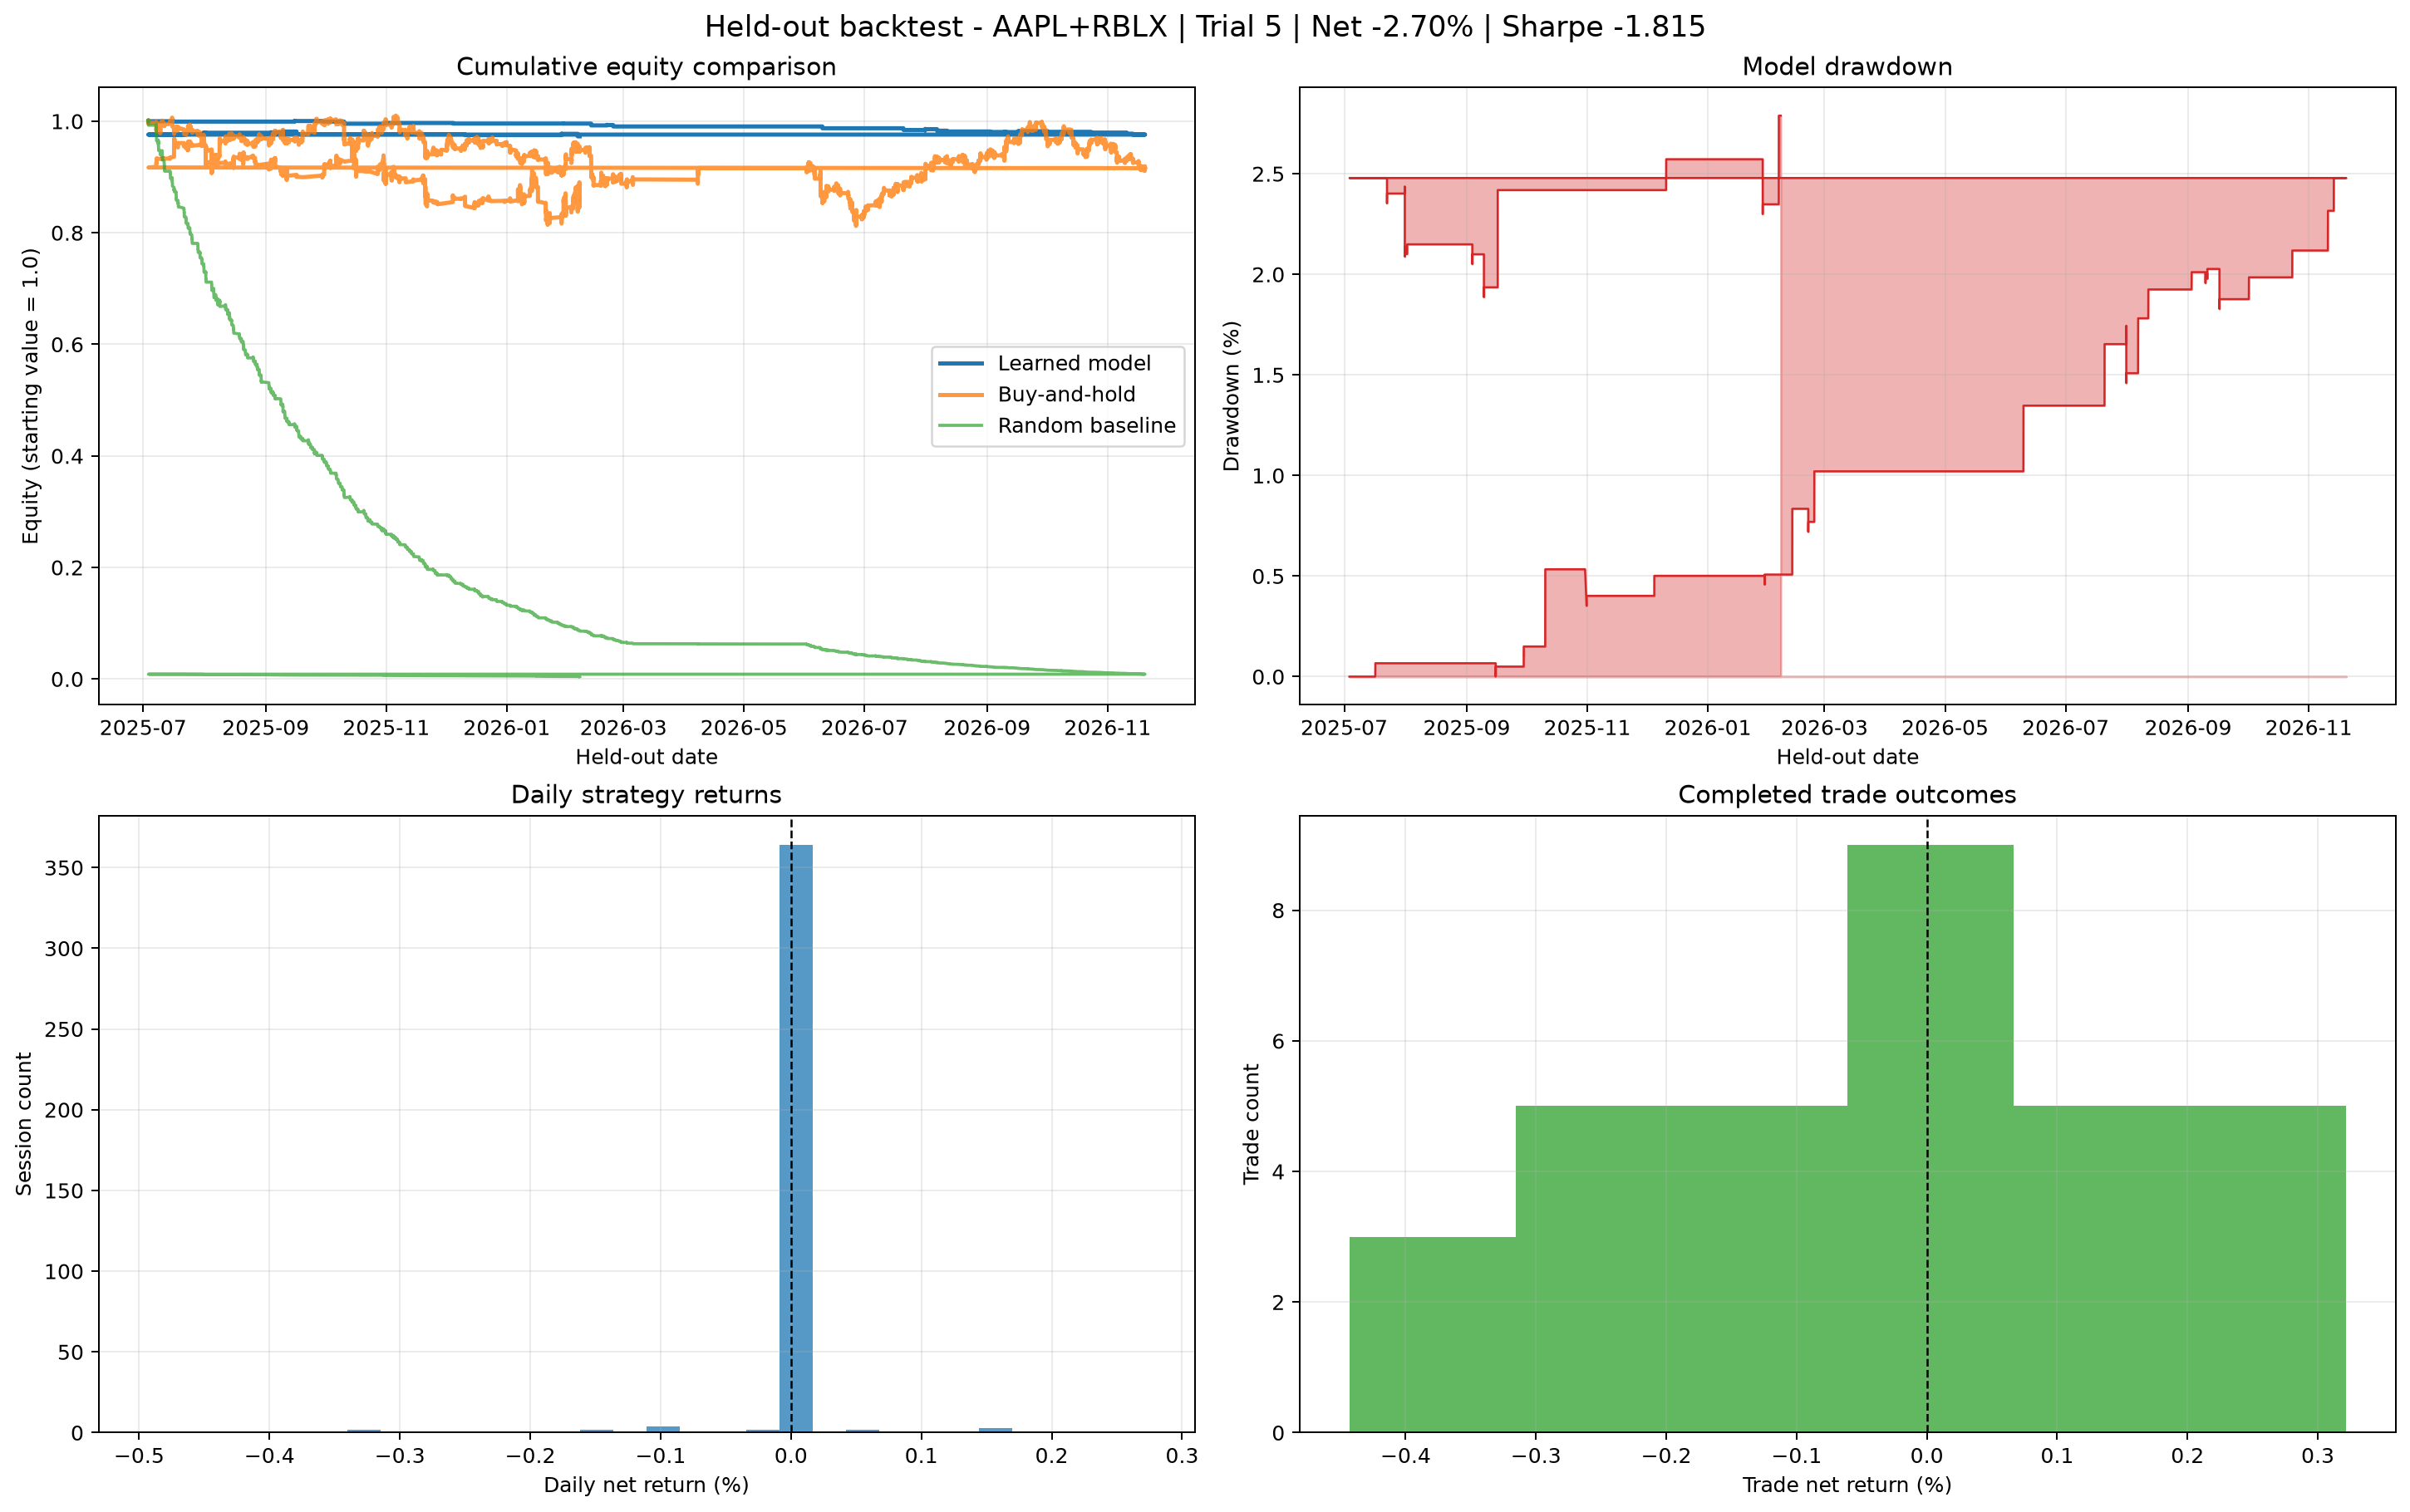 Held-out backtest - AAPL+RBLX | Trial 5 | Net -2.70% | Sharpe -1.815
Cumulative equity comparison
Equity (starting value = 1.0)
1.0
0.8
0.6
0.4
0.2
0.0
Learned model
Buy-and-hold
Random baseline
2025-07 2025-09 2025-11 2026-01 2026-03 2026-05 2026-07 2026-09 2026-11
Held-out date
Model drawdown
Drawdown (%)
2.5
2.0
1.5
1.0
0.5
0.0
2025-07 2025-09 2025-11 2026-01 2026-03 2026-05 2026-07 2026-09 2026-11
Held-out date
Daily strategy returns
Session count
350
300
250
200
150
100
50
0
−0.5 −0.4 −0.3 −0.2 −0.1 0.0 0.1 0.2 0.3
Daily net return (%)
Completed trade outcomes
Trade count
8
6
4
2
0
−0.4 −0.3 −0.2 −0.1 0.0 0.1 0.2 0.3
Trade net return (%)